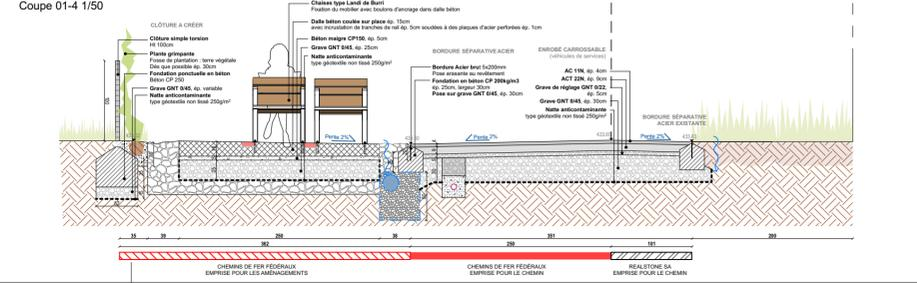 Coupe 01-4 1/50
CLÔTURE A CRÉER
Clôture simple torsion
Ht 100cm
Plante grimpante
Fosse de plantation : terre végétale
Dès que possible ép. 30cm
Fondation ponctuelle en béton
Béton CP 250
Grave GNT 0/45, ép. variable
Natte anticontaminante
type géotextile non tissé 250g/m²
Chaises type Landi de Burri
Fixation du mobilier avec boulons d'ancrage dans dalle béton
Dalle béton coulée sur place ép. 15cm
avec incrustation de tranches de rail ép. 5cm soudées à des plaques d'acier perforées ép. 1cm
Béton maigre CP150, ép. 5cm
Grave GNT 0/45, ép. 25cm
Natte anticontaminante
type géotextile non tissé 250g/m²
BORDURE SÉPARATIVE ACIER
Bordure Acier brut 5x200mm
Pose arasante au revêtement
Fondation en béton CP 200kg/m3
ép. 25cm, largeur 30cm
Pose sur grave GNT 0/45, ép. 30cm
ENROBÉ CARROSSABLE
(véhicules de services)
AC 11N, ép. 4cm
ACT 22N, ép. 9cm
Grave de réglage GNT 0/22,
ép. 5cm
Grave GNT 0/45, ép. 30cm
Natte anticontaminante
type géotextile non tissé 250g/m²
BORDURE SÉPARATIVE
ACIER EXISTANTE
Pente 2%
Pente 2%
Pente 2%
35 39 250 38 351 200
362 250 101
CHEMINS DE FER FÉDÉRAUX
EMPRISE POUR LES AMÉNAGEMENTS
CHEMINS DE FER FÉDÉRAUX
EMPRISE POUR LE CHEMIN
REALSTONE SA
EMPRISE POUR LE CHEMIN